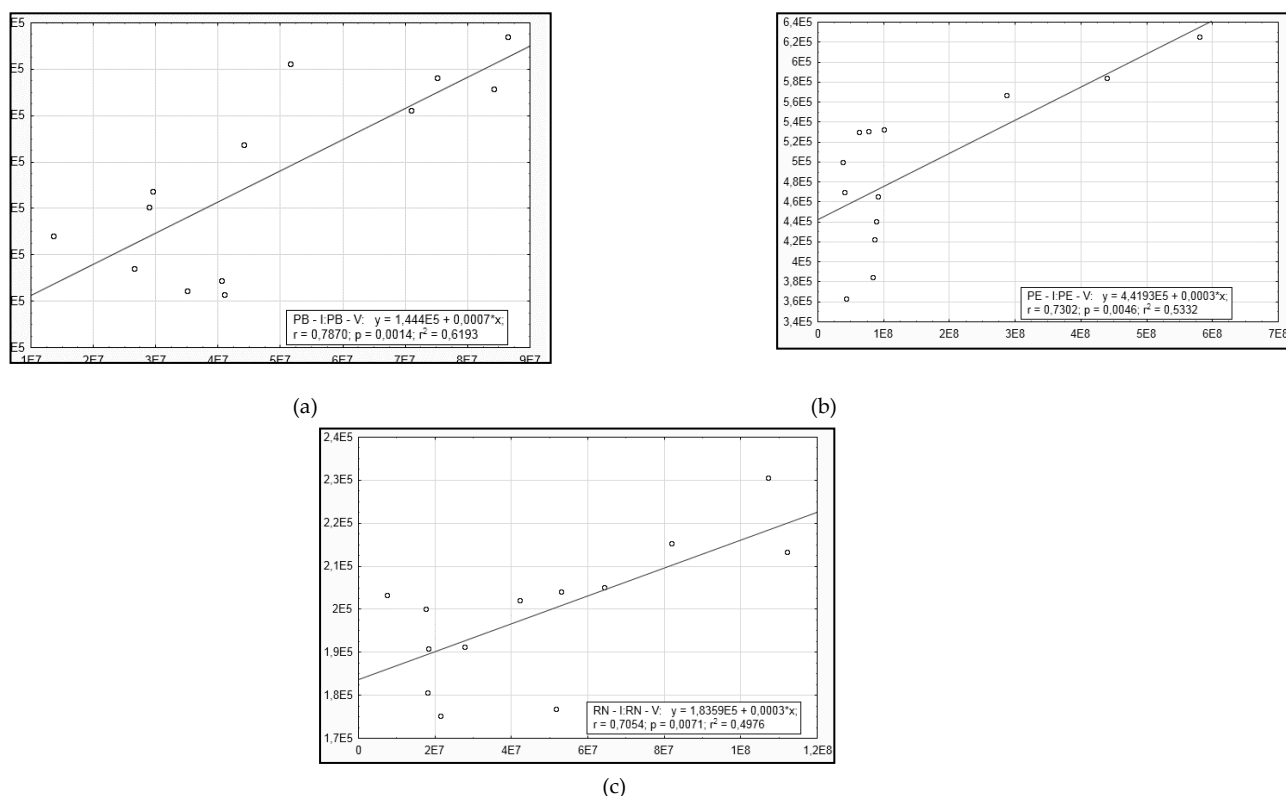 E5
E5
E5
E5
E5
E5
E5
E5
PB - I:PB - V: y = 1,444E5 + 0,0007*x;
r = 0,7870; p = 0,0014; r² = 0,6193
1E7 2E7 3E7 4E7 5E7 6E7 7E7 8E7 9E7
(a)
6,4E5
6,2E5
6E5
5,8E5
5,6E5
5,4E5
5,2E5
5E5
4,8E5
4,6E5
4,4E5
4,2E5
4E5
3,8E5
3,6E5
3,4E5
PE - I:PE - V: y = 4,4193E5 + 0,0003*x;
r = 0,7302; p = 0,0046; r² = 0,5332
0 1E8 2E8 3E8 4E8 5E8 6E8 7E8
(b)
2,4E5
2,3E5
2,2E5
2,1E5
2E5
1,9E5
1,8E5
1,7E5
RN - I:RN - V: y = 1,8359E5 + 0,0003*x;
r = 0,7054; p = 0,0071; r² = 0,4976
0 2E7 4E7 6E7 8E7 1E8 1,2E8
(c)